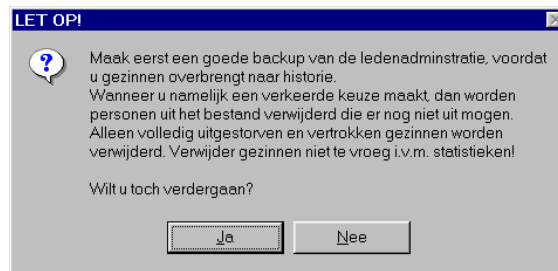 LET OP!
Maak eerst een goede backup van de ledenadminstratie, voordat
u gezinnen overbrengt naar historie.
Wanneer u namelijk een verkeerde keuze maakt, dan worden
personen uit het bestand verwijderd die er nog niet uit mogen.
Alleen volledig uitgestorven en vertrokken gezinnen worden
verwijderd. Verwijder gezinnen niet te vroeg i.v.m. statistieken!
Wilt u toch verdergaan?
Ja
Nee